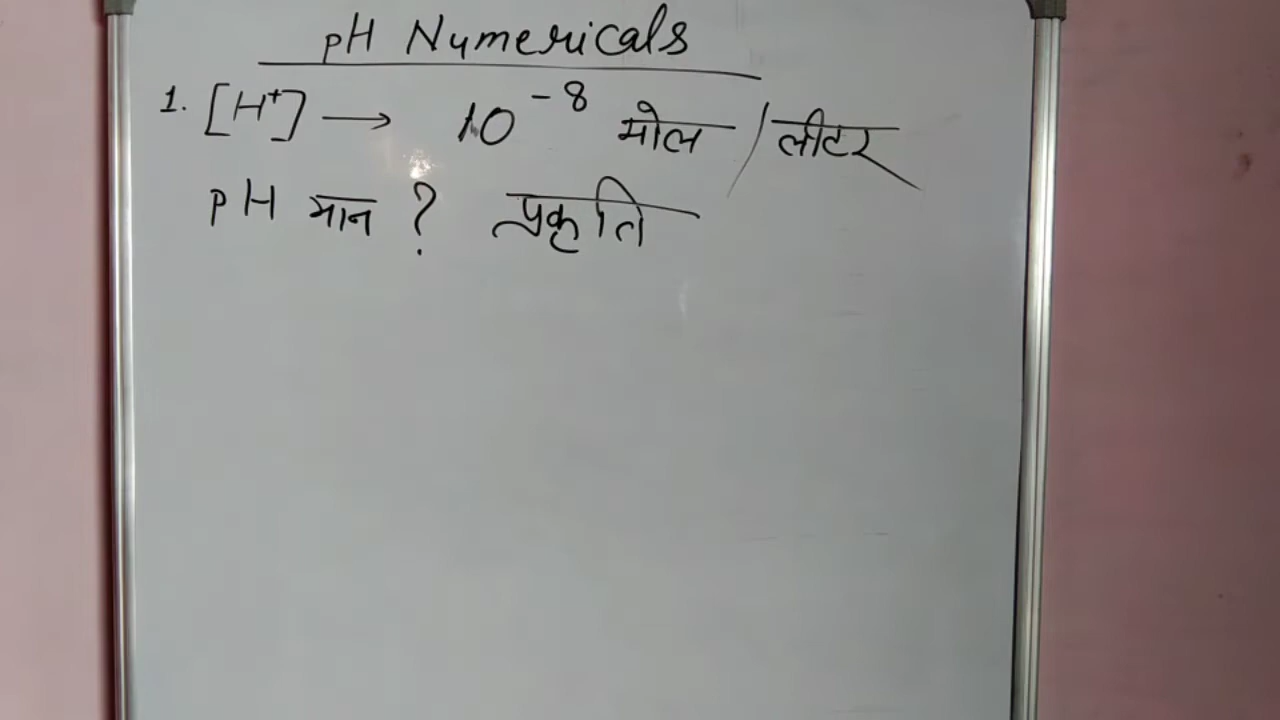 pH Numericals
1. [H⁺] → 10⁻⁸ मोल / लीटर
pH मान ? प्रकृति